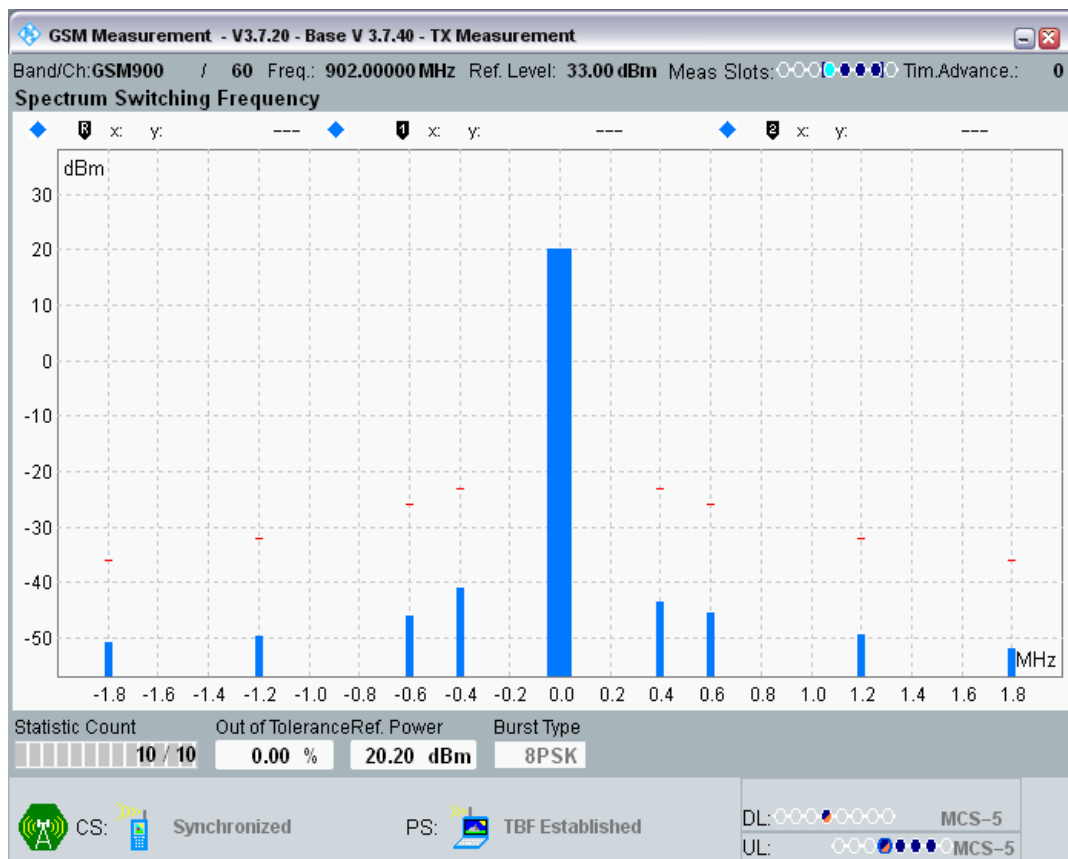 GSM Measurement - V3.7.20 - Base V 3.7.40 - TX Measurement
Band/Ch:GSM900 / 60 Freq.: 902.00000 MHz Ref. Level: 33.00 dBm Meas Slots: Tim.Advance.: 0
Spectrum Switching Frequency
R x: y: --- 1 x: y: --- 2 x: y: ---
dBm
30
20
10
0
-10
-20
-30
-40
-50
MHz
-1.8 -1.6 -1.4 -1.2 -1.0 -0.8 -0.6 -0.4 -0.2 0.0 0.2 0.4 0.6 0.8 1.0 1.2 1.4 1.6 1.8
Statistic Count Out of Tolerance Ref. Power Burst Type
10 / 10 0.00 % 20.20 dBm 8PSK
CS: Synchronized PS: TBF Established
DL: MCS-5
UL: MCS-5